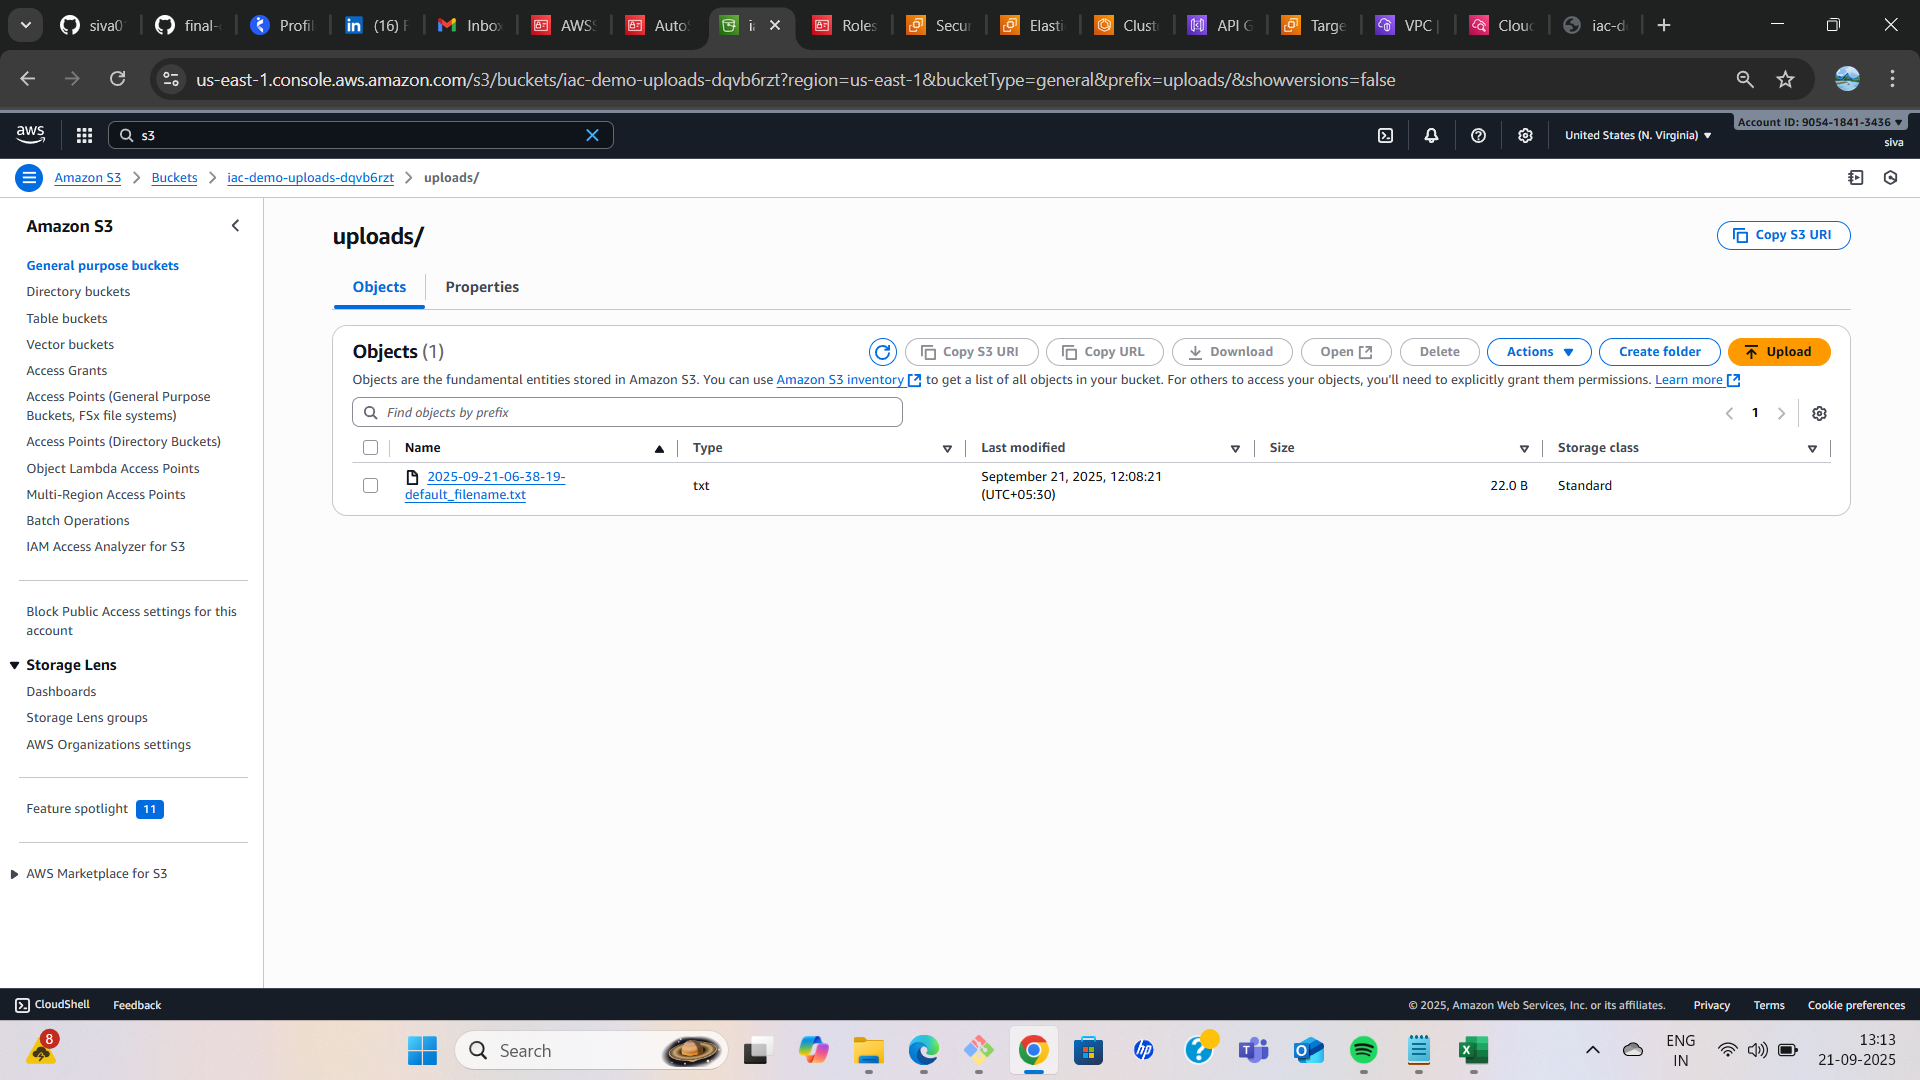 siva0
final-
Profil
(16) F
Inbox
AWS
Auto
Roles
Secur
Elasti
Clust
API G
Targe
VPC |
Clou
iac-d
us-east-1.console.aws.amazon.com/s3/buckets/iac-demo-uploads-dqvb6rzt?region=us-east-1&bucketType=general&prefix=uploads/&showversions=false
aws
s3
United States (N. Virginia)
Account ID: 9054-1841-3436
siva
Amazon S3
Buckets
iac-demo-uploads-dqvb6rzt
uploads/
Amazon S3
General purpose buckets
Directory buckets
Table buckets
Vector buckets
Access Grants
Access Points (General Purpose
Buckets, FSx file systems)
Access Points (Directory Buckets)
Object Lambda Access Points
Multi-Region Access Points
Batch Operations
IAM Access Analyzer for S3
Block Public Access settings for this
account
Storage Lens
Dashboards
Storage Lens groups
AWS Organizations settings
Feature spotlight 11
AWS Marketplace for S3
uploads/
Copy S3 URI
Objects
Properties
Objects (1)
Copy S3 URI
Copy URL
Download
Open
Delete
Actions
Create folder
Upload
Objects are the fundamental entities stored in Amazon S3. You can use Amazon S3 inventory to get a list of all objects in your bucket. For others to access your objects, you'll need to explicitly grant them permissions. Learn more
Find objects by prefix
1
Name
Type
Last modified
Size
Storage class
2025-09-21-06-38-19-
default_filename.txt
txt
September 21, 2025, 12:08:21
(UTC+05:30)
22.0 B
Standard
CloudShell
Feedback
© 2025, Amazon Web Services, Inc. or its affiliates.
Privacy
Terms
Cookie preferences
8
Search
ENG
IN
13:13
21-09-2025